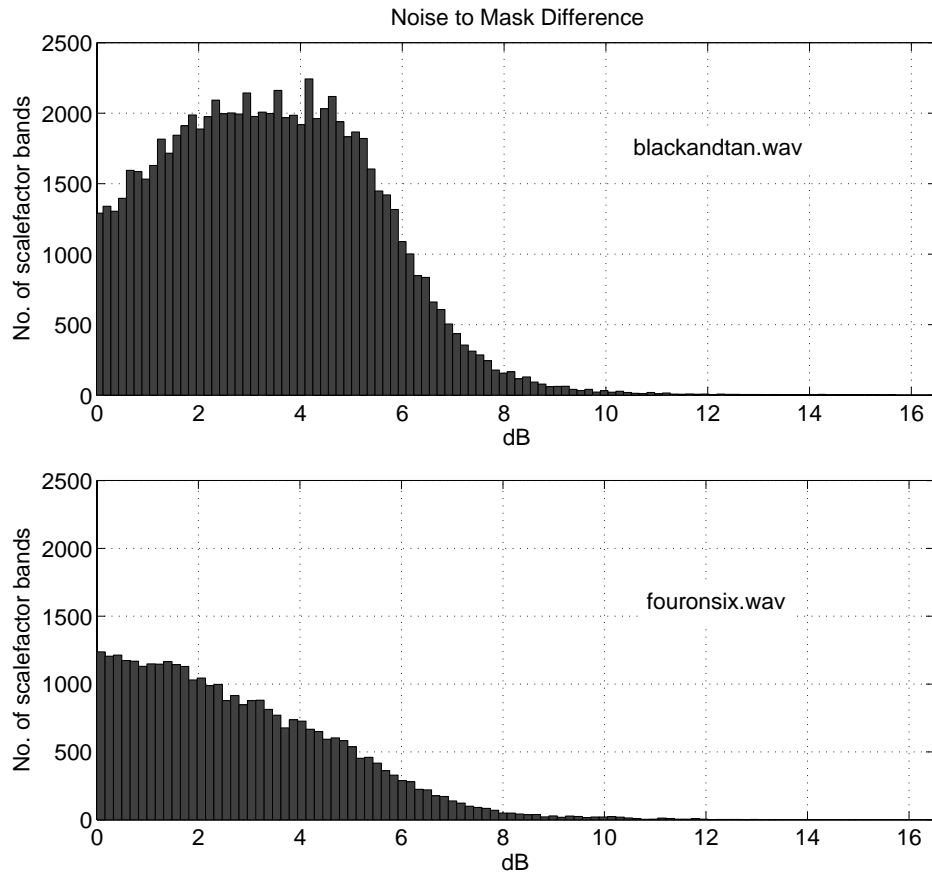 Noise to Mask Difference
2500
2000
1500
1000
500
0
No. of scalefactor bands
blackandtan.wav
0 2 4 6 8 10 12 14 16
dB
2500
2000
1500
1000
500
0
No. of scalefactor bands
fouronsix.wav
0 2 4 6 8 10 12 14 16
dB